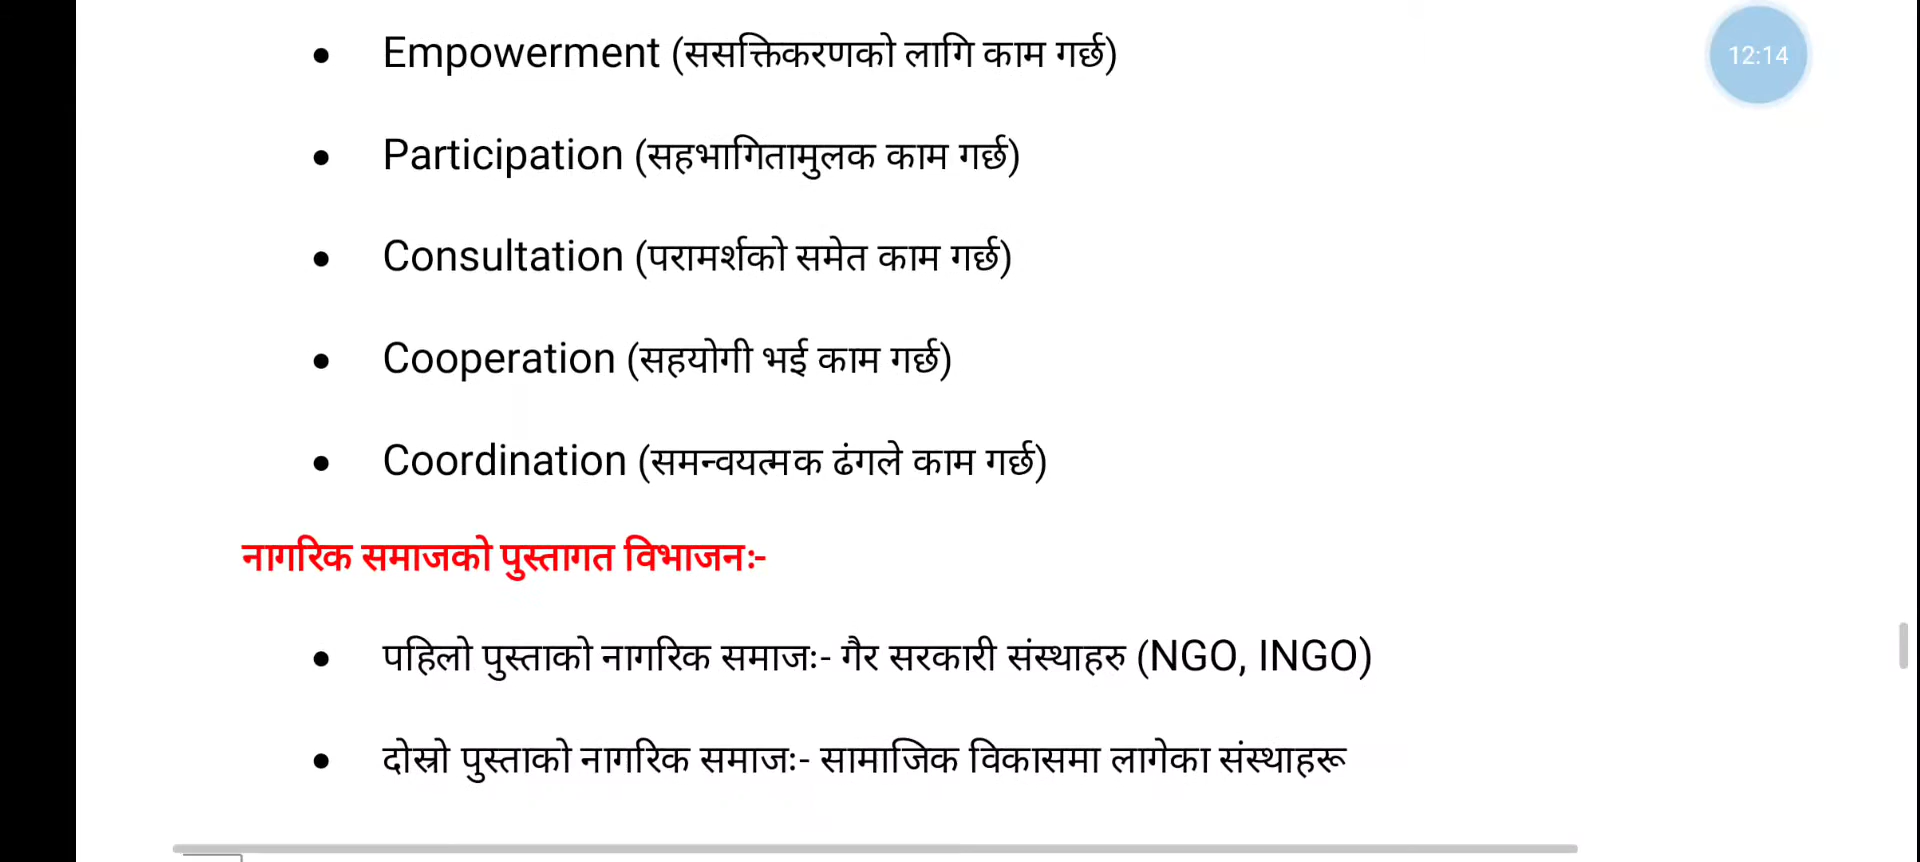 12:14
• Empowerment (ससक्तिकरणको लागि काम गर्छ)
• Participation (सहभागितामुलक काम गर्छ)
• Consultation (परामर्शको समेत काम गर्छ)
• Cooperation (सहयोगी भई काम गर्छ)
• Coordination (समन्वयत्मक ढंगले काम गर्छ)
नागरिक समाजको पुस्तागत विभाजनः-
• पहिलो पुस्ताको नागरिक समाजः- गैर सरकारी संस्थाहरु (NGO, INGO)
• दोस्रो पुस्ताको नागरिक समाजः- सामाजिक विकासमा लागेका संस्थाहरू